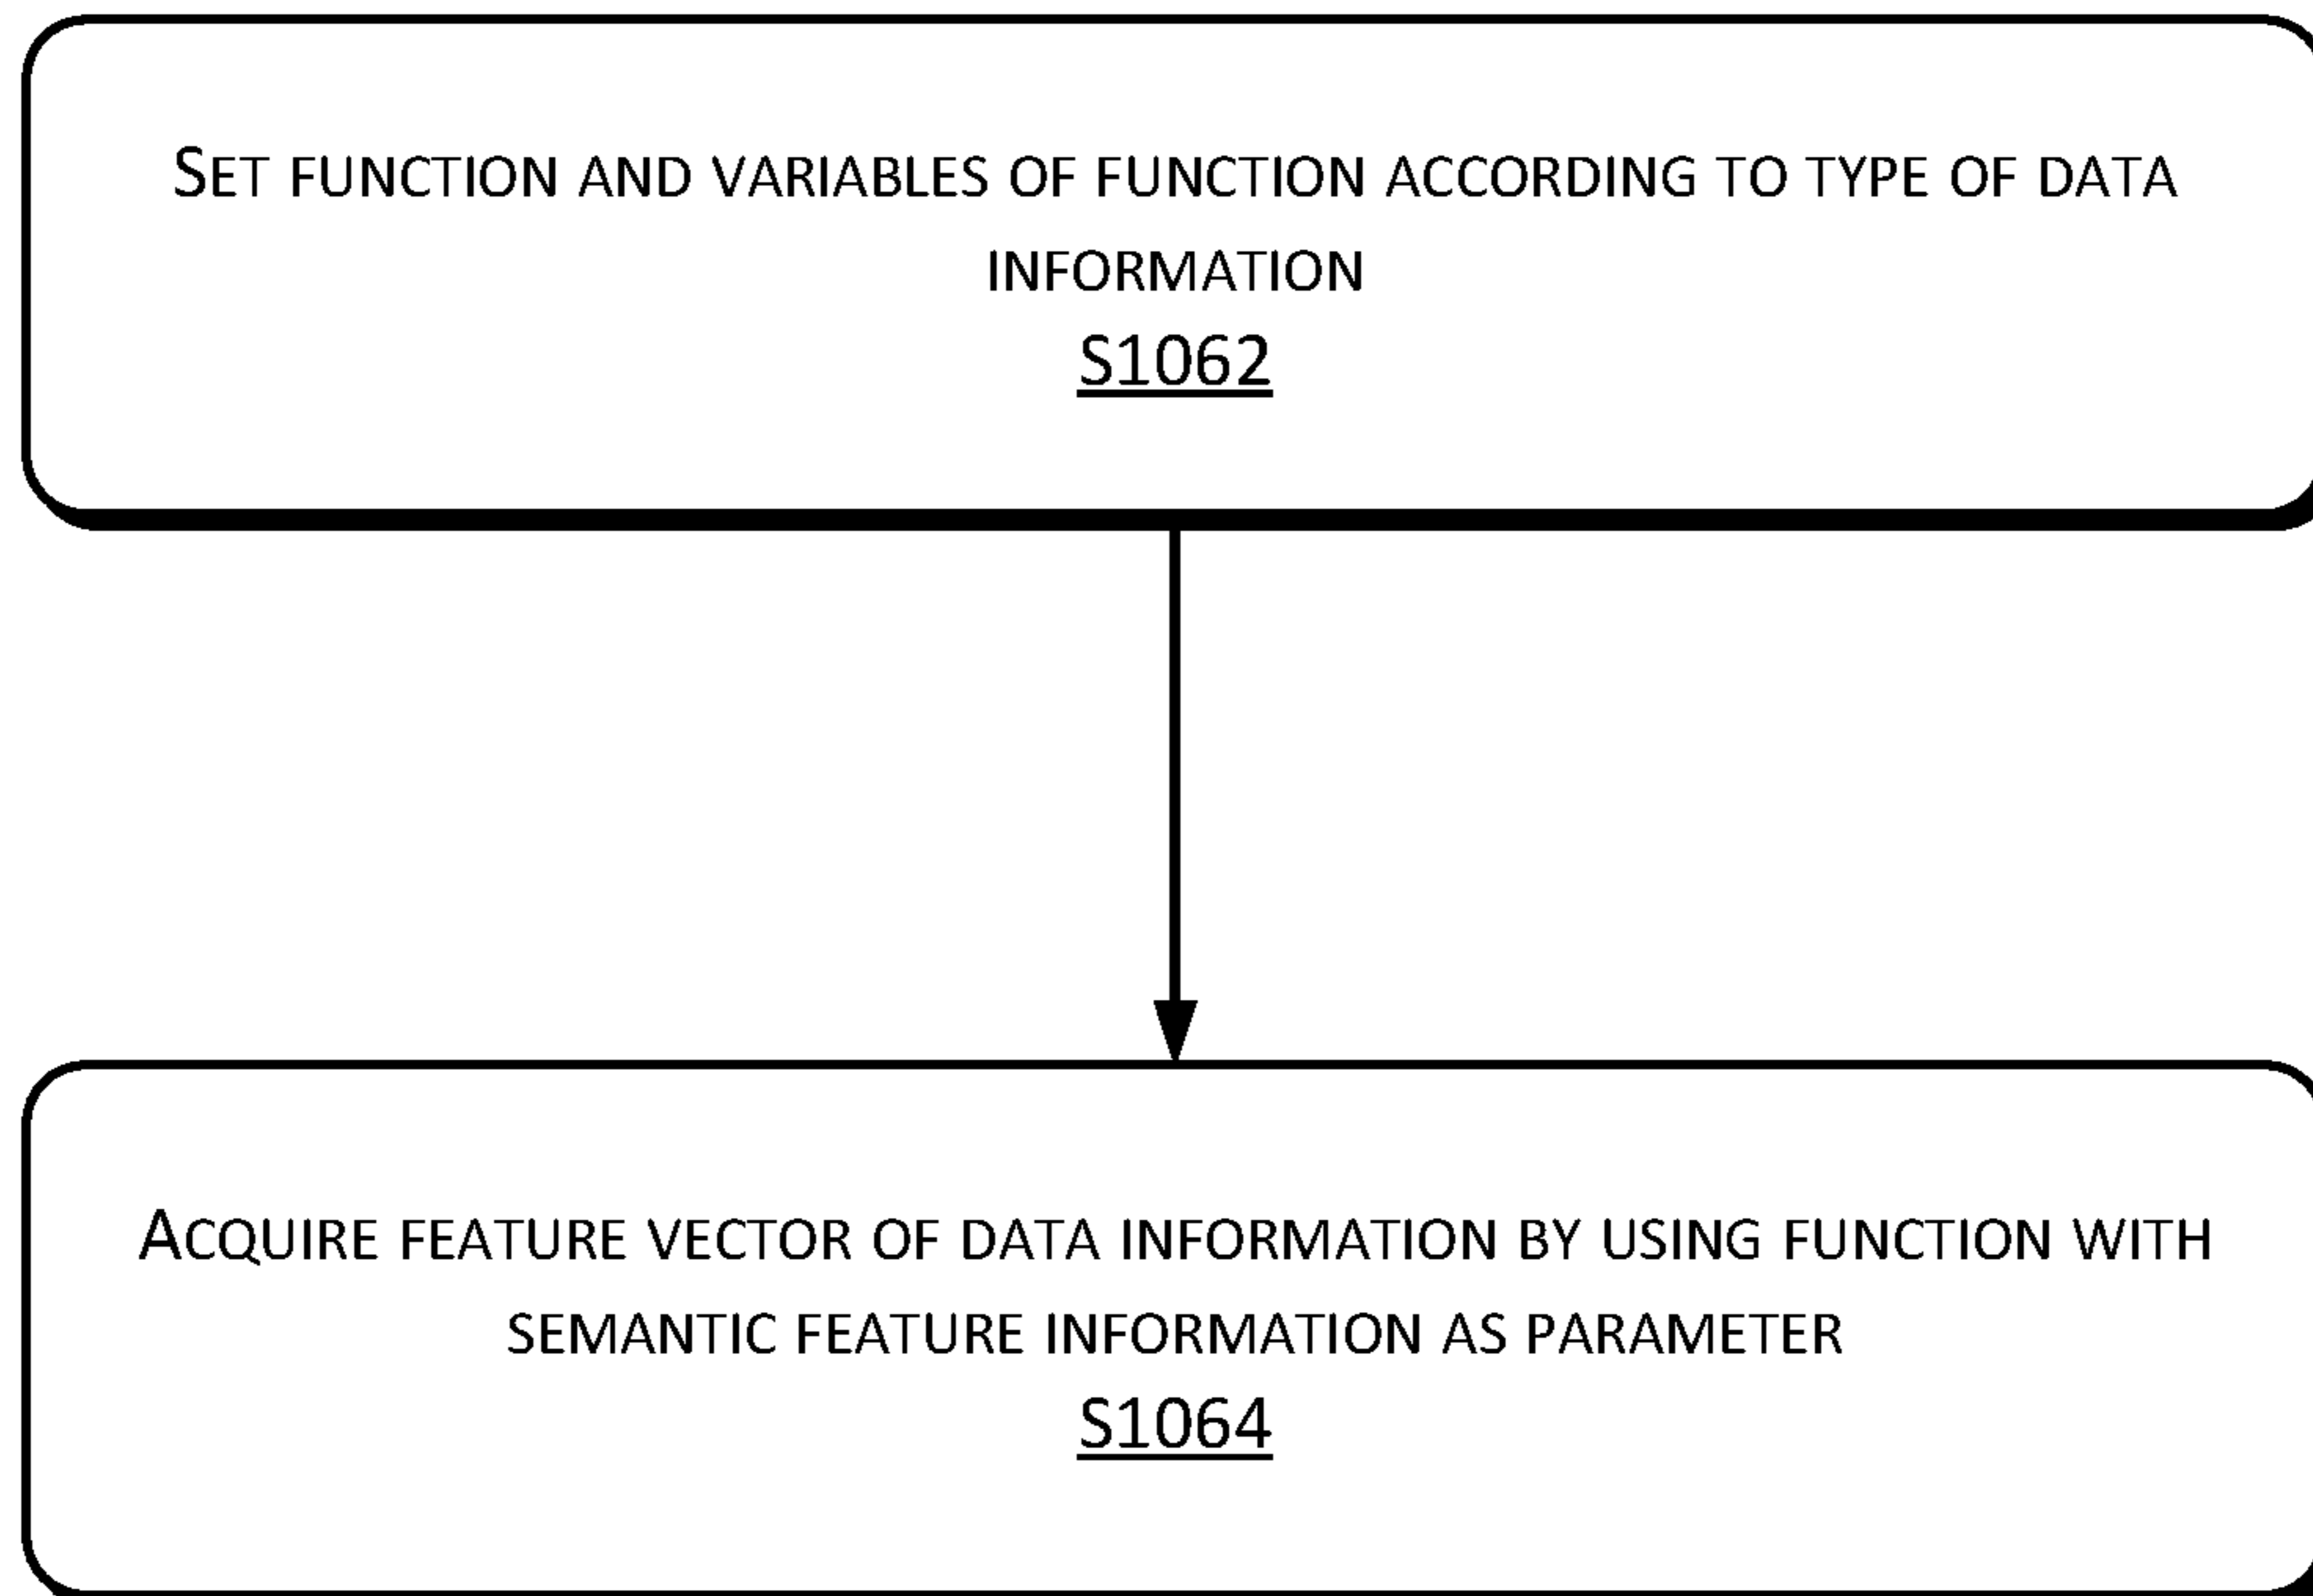 Set function and variables of function according to type of data
information
S1062
Acquire feature vector of data information by using function with
semantic feature information as parameter
S1064